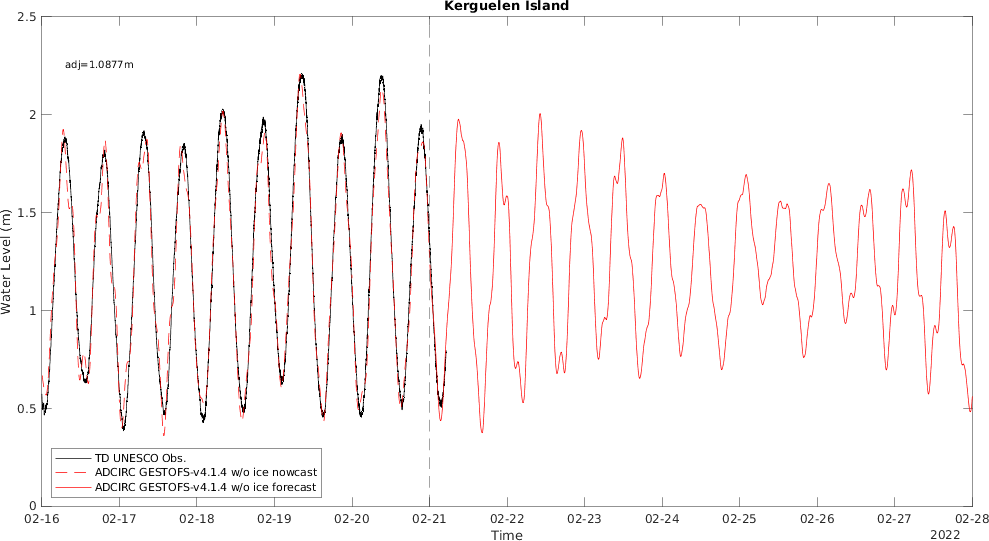 Kerguelen Island
2.5
adj=1.0877m
2
1.5
Water Level (m)
1
0.5
TD UNESCO Obs.
ADCIRC GESTOFS-v4.1.4 w/o ice nowcast
ADCIRC GESTOFS-v4.1.4 w/o ice forecast
0
02-16 02-17 02-18 02-19 02-20 02-21 02-22 02-23 02-24 02-25 02-26 02-27 02-28
Time
2022